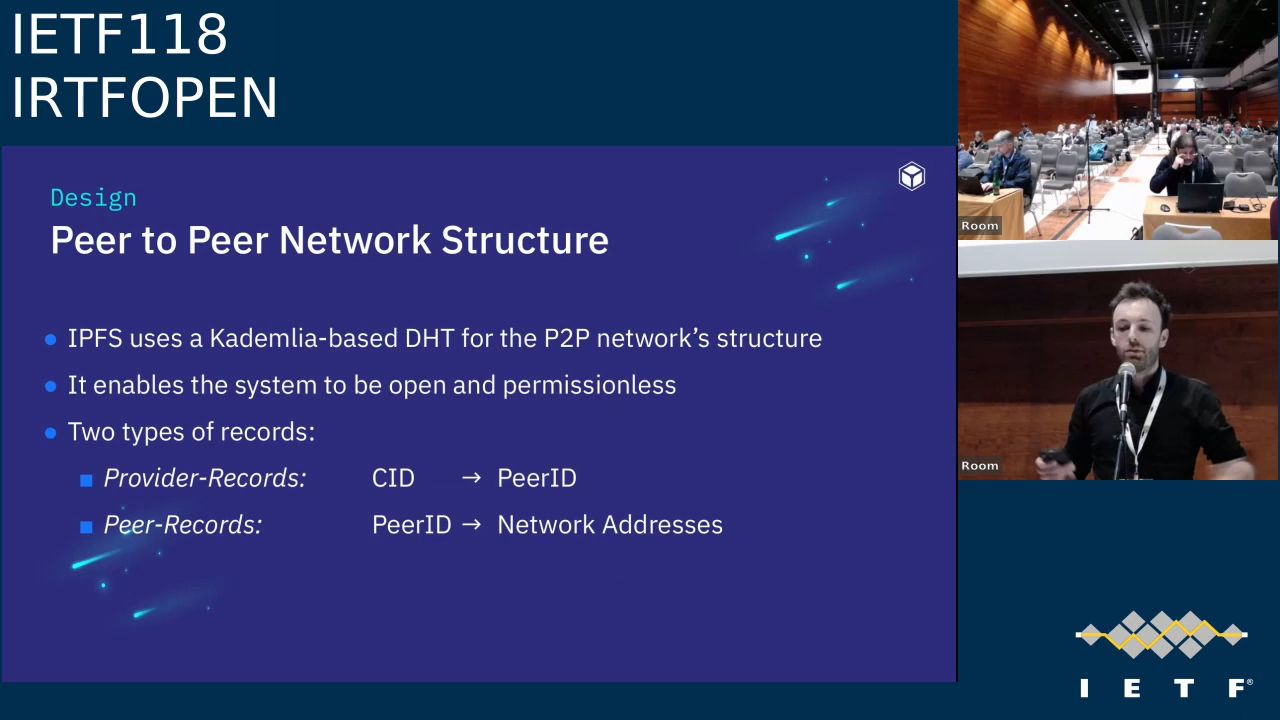 IETF118
IRTFOPEN
Design
Peer to Peer Network Structure
● IPFS uses a Kademlia-based DHT for the P2P network’s structure
● It enables the system to be open and permissionless
● Two types of records:
■ Provider-Records: CID → PeerID
■ Peer-Records: PeerID → Network Addresses
Room
Room
I E T F®